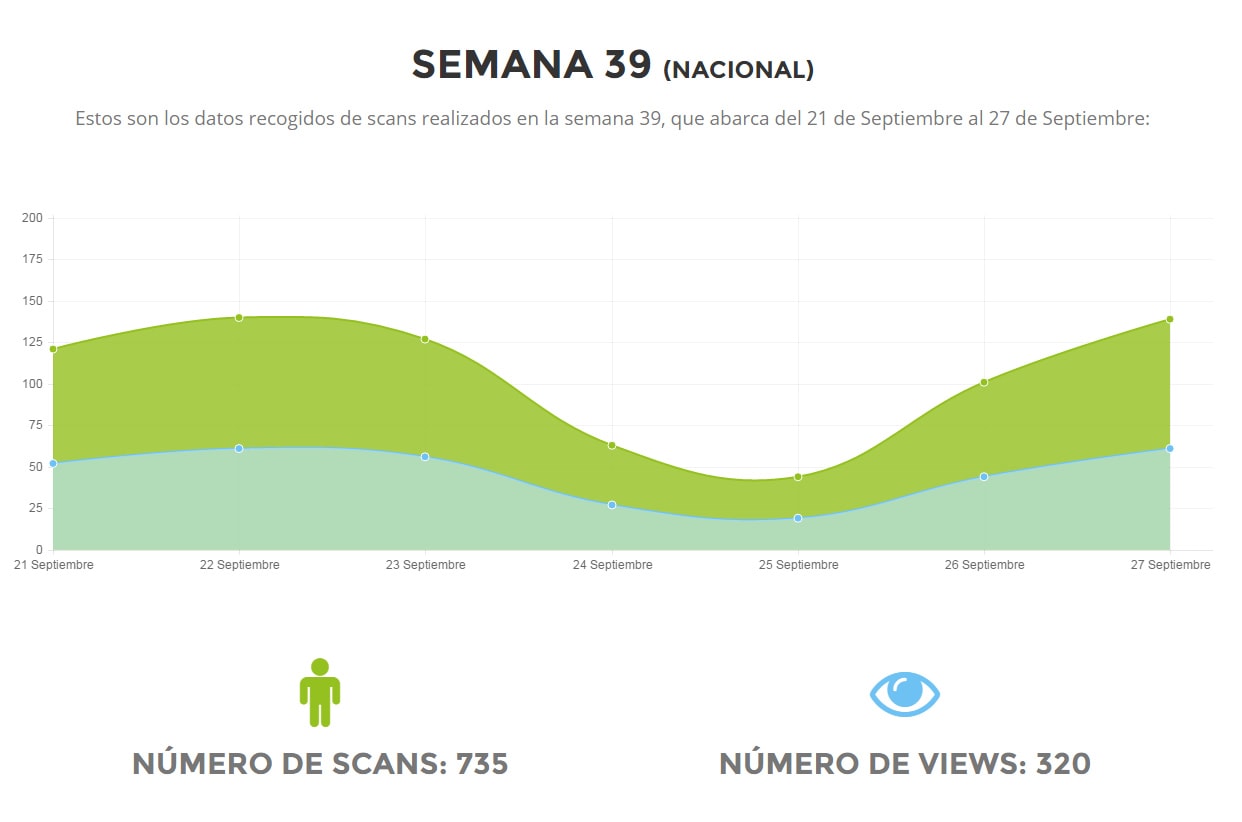 SEMANA 39 (NACIONAL)
Estos son los datos recogidos de scans realizados en la semana 39, que abarca del 21 de Septiembre al 27 de Septiembre:
200
175
150
125
100
75
50
25
0
21 Septiembre 22 Septiembre 23 Septiembre 24 Septiembre 25 Septiembre 26 Septiembre 27 Septiembre
NÚMERO DE SCANS: 735 NÚMERO DE VIEWS: 320